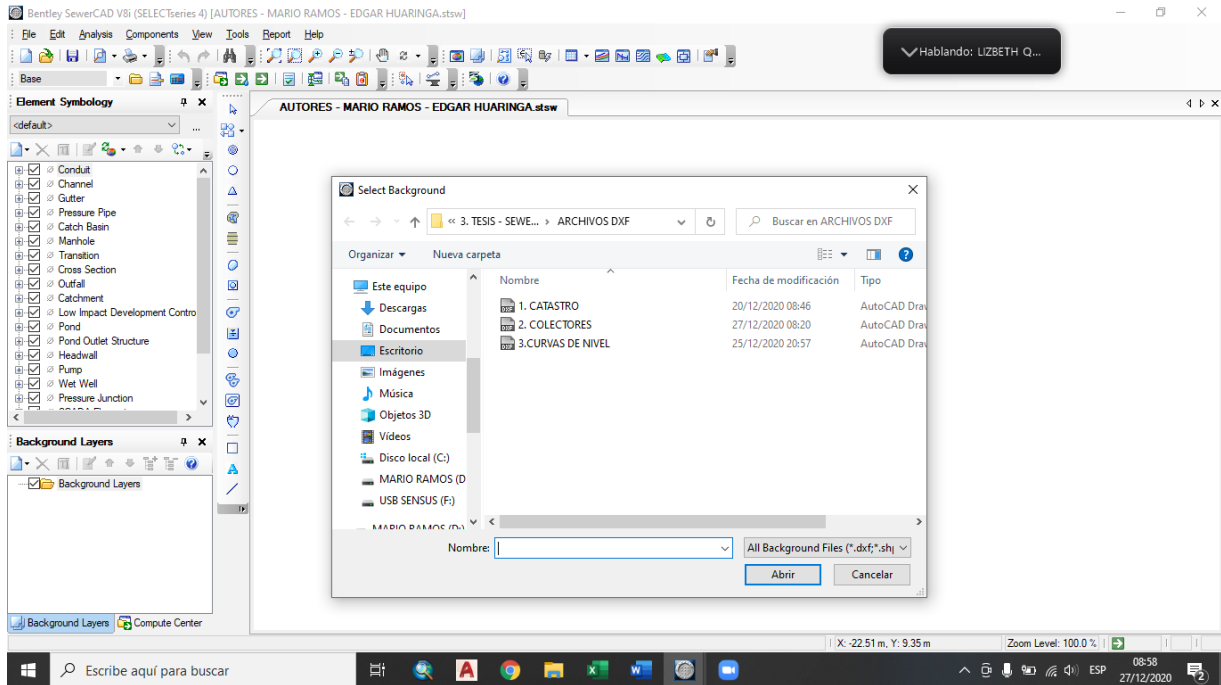 Bentley SewerCAD V8i (SELECTseries 4) [AUTORES - MARIO RAMOS - EDGAR HUARINGA.stsw]
File Edit Analysis Components View Tools Report Help
Hablando: LIZBETH Q...
Base
Element Symbology
<default>
Conduit
Channel
Gutter
Pressure Pipe
Catch Basin
Manhole
Transition
Cross Section
Outfall
Catchment
Low Impact Development Contro
Pond
Pond Outlet Structure
Headwall
Pump
Wet Well
Pressure Junction
Background Layers
Background Layers
Background Layers Compute Center
AUTORES - MARIO RAMOS - EDGAR HUARINGA.stsw
Select Background
« 3. TESIS - SEWE... › ARCHIVOS DXF
Buscar en ARCHIVOS DXF
Organizar Nueva carpeta
Este equipo
Descargas
Documentos
Escritorio
Imágenes
Música
Objetos 3D
Vídeos
Disco local (C:)
MARIO RAMOS (D
USB SENSUS (F:)
MARIO RAMOS (D:)
Nombre Fecha de modificación Tipo
1. CATASTRO 20/12/2020 08:46 AutoCAD Dra
2. COLECTORES 27/12/2020 08:20 AutoCAD Dra
3.CURVAS DE NIVEL 25/12/2020 20:57 AutoCAD Dra
Nombre:
All Background Files (*.dxf;*.sh
Abrir Cancelar
X: -22.51 m, Y: 9.35 m Zoom Level: 100.0 %
Escribe aquí para buscar
ESP
08:58
27/12/2020
2